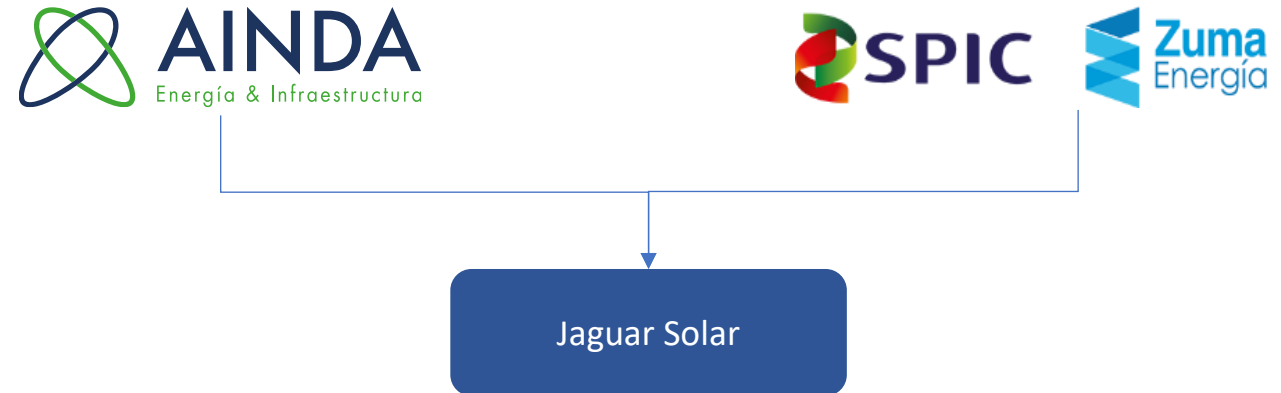 AINDA
Energía & Infraestructura
SPIC
Zuma
Energía
Jaguar Solar